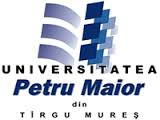 UNIVERSITATEA
Petru Maior
din
TÎRGU MUREŞ